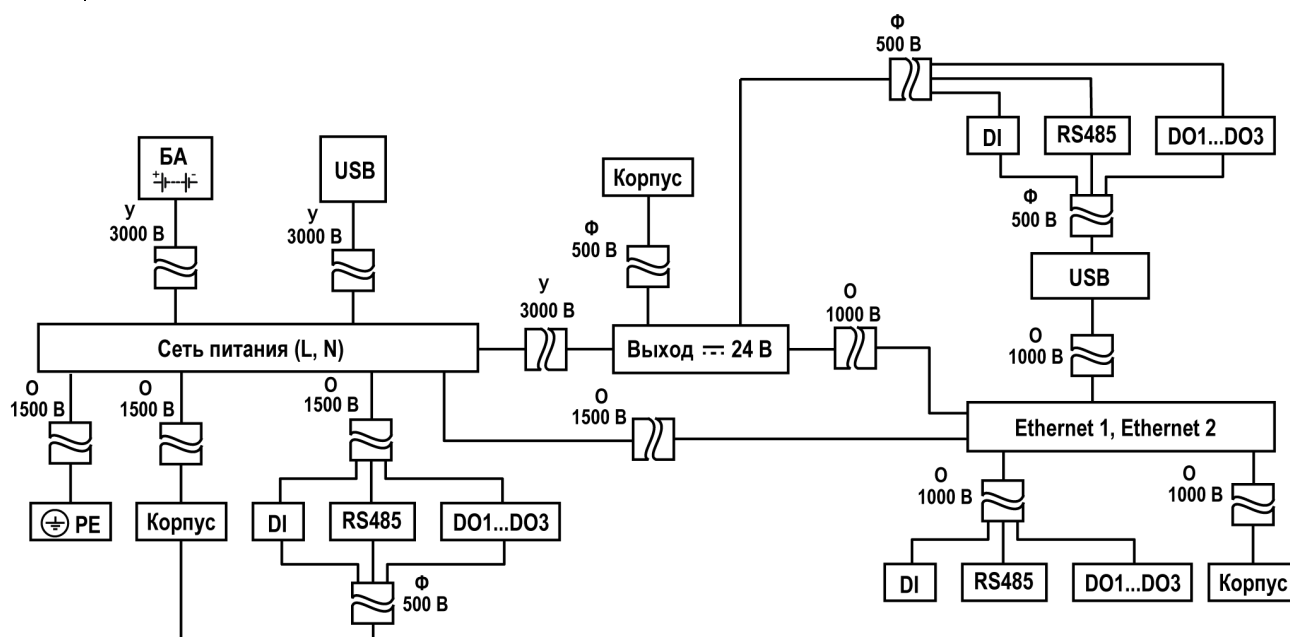 Ф
500 В
DI
RS485
DO1...DO3
БА
+ -
USB
Корпус
У
3000 В
У
3000 В
Ф
500 В
Ф
500 В
USB
У
3000 В
О
1000 В
О
1000 В
Сеть питания (L, N)
Выход 24 В
О
1500 В
О
1500 В
О
1500 В
О
1500 В
Ethernet 1, Ethernet 2
О
1000 В
О
1000 В
PE
Корпус
DI
RS485
DO1...DO3
DI
RS485
DO1...DO3
Корпус
Ф
500 В